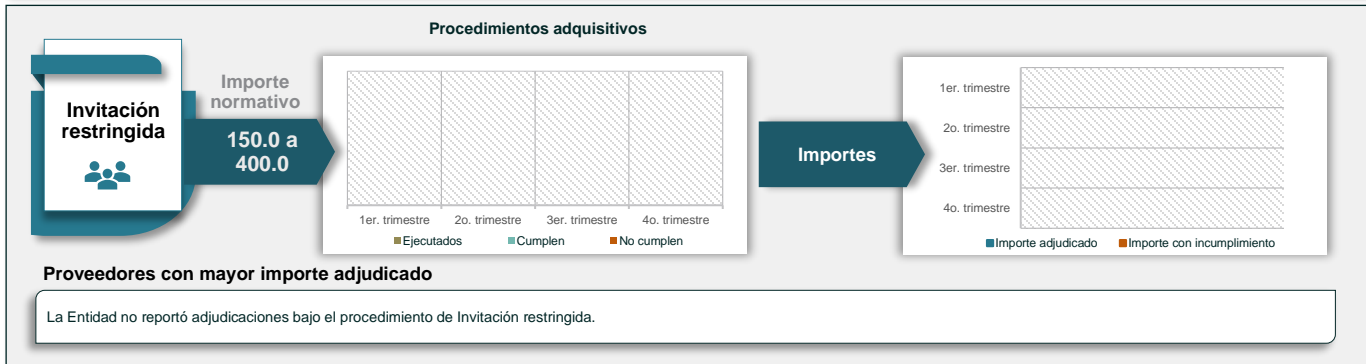 Procedimientos adquisitivos
Invitación
restringida
Importe
normativo
150.0 a
400.0
1er. trimestre
2o. trimestre
3er. trimestre
4o. trimestre
Ejecutados
Cumplen
No cumplen
Importes
1er. trimestre
2o. trimestre
3er. trimestre
4o. trimestre
Importe adjudicado
Importe con incumplimiento
Proveedores con mayor importe adjudicado
La Entidad no reportó adjudicaciones bajo el procedimiento de Invitación restringida.